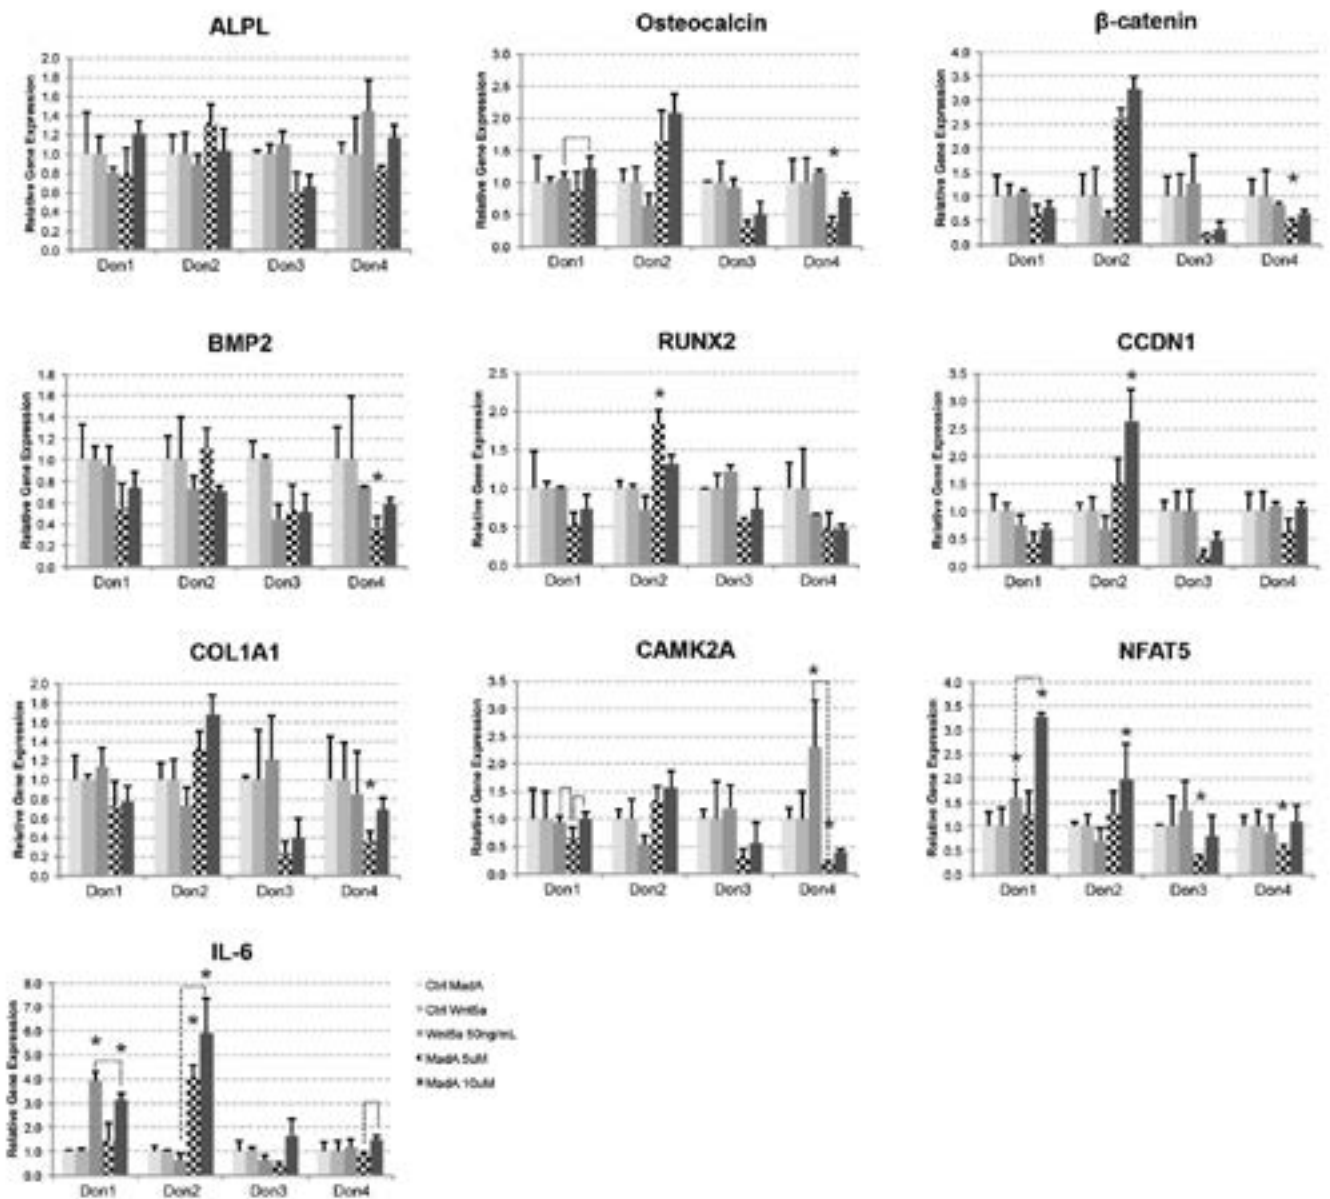 ALPL
Relative Gene Expression
2.0
1.8
1.6
1.4
1.2
1.0
0.8
0.6
0.4
0.2
0.0
Don1 Don2 Don3 Don4
Osteocalcin
Relative Gene Expression
3.0
2.5
2.0
1.5
1.0
0.5
0.0
*
Don1 Don2 Don3 Don4
β-catenin
Relative Gene Expression
4.0
3.5
3.0
2.5
2.0
1.5
1.0
0.5
0.0
*
Don1 Don2 Don3 Don4
BMP2
Relative Gene Expression
1.8
1.6
1.4
1.2
1.0
0.8
0.6
0.4
0.2
0.0
*
Don1 Don2 Don3 Don4
RUNX2
Relative Gene Expression
2.5
2.0
1.5
1.0
0.5
0.0
*
Don1 Don2 Don3 Don4
CCDN1
Relative Gene Expression
3.5
3.0
2.5
2.0
1.5
1.0
0.5
0.0
*
Don1 Don2 Don3 Don4
COL1A1
Relative Gene Expression
2.0
1.8
1.6
1.4
1.2
1.0
0.8
0.6
0.4
0.2
0.0
*
Don1 Don2 Don3 Don4
CAMK2A
Relative Gene Expression
3.5
3.0
2.5
2.0
1.5
1.0
0.5
0.0
* *
Don1 Don2 Don3 Don4
NFAT5
Relative Gene Expression
4.0
3.5
3.0
2.5
2.0
1.5
1.0
0.5
0.0
* * * * *
Don1 Don2 Don3 Don4
IL-6
Relative Gene Expression
8.0
7.0
6.0
5.0
4.0
3.0
2.0
1.0
0.0
* * * *
Don1 Don2 Don3 Don4
Ctrl MadA
Ctrl Wnt5a
Wnt5a 50ng/mL
MadA 5uM
MadA 10uM